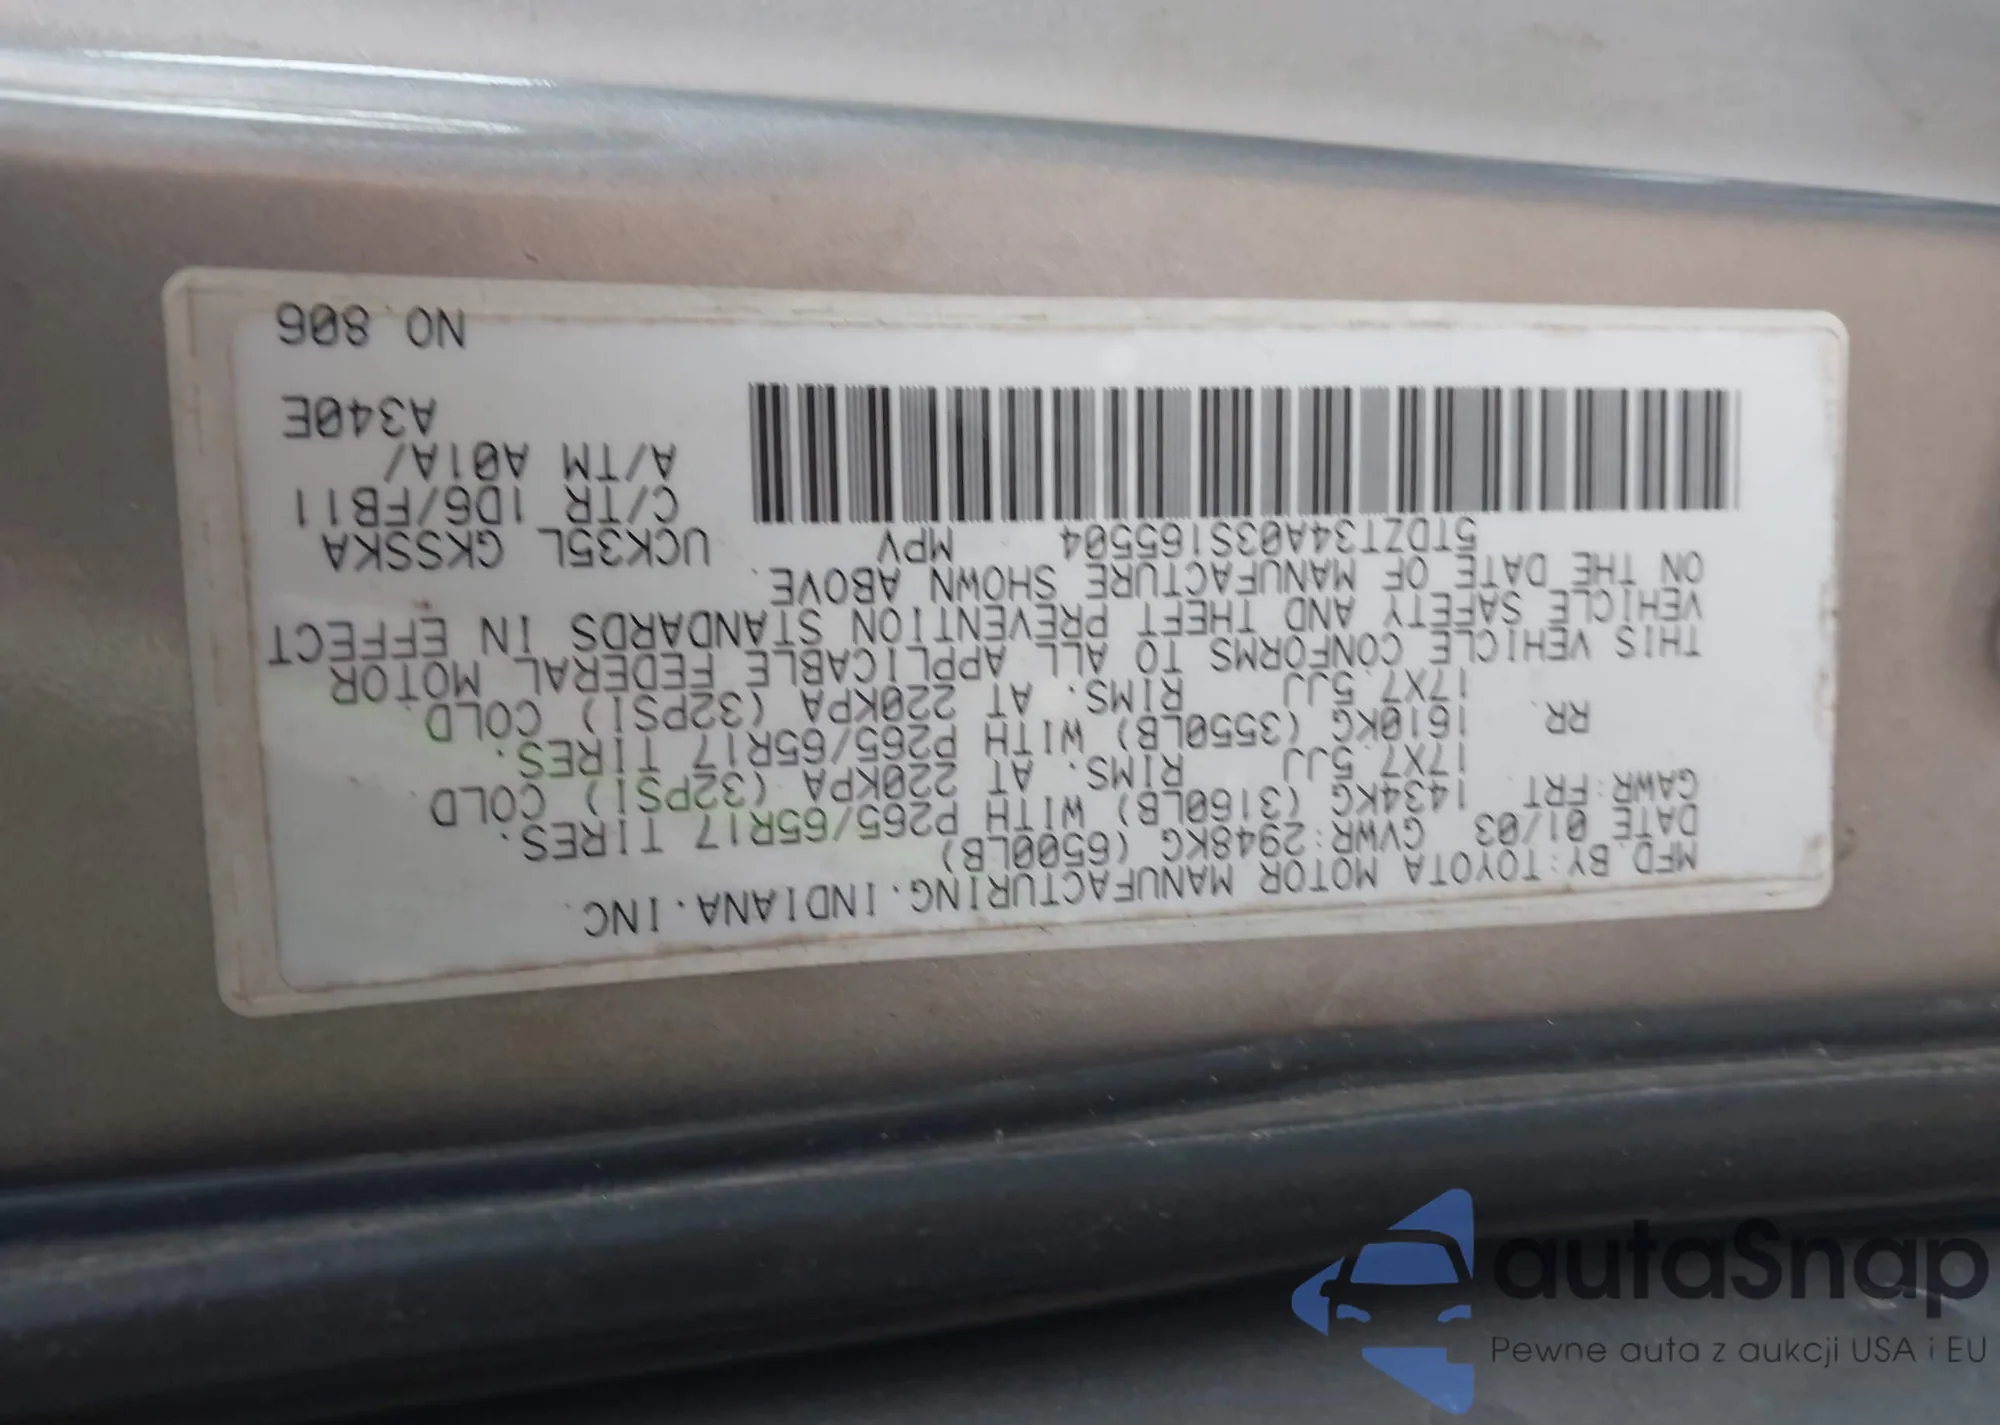 MFD.BY:TOYOTA MOTOR MANUFACTURING.INDIANA.INC.
DATE 01/03 GVWR:2948KG (6500LB)
GAWR:FRT 1434KG (3160LB) WITH P265/65R17 TIRES.
17X7.5JJ RIMS. AT 220KPA (32PSI) COLD
RR. 1610KG (3550LB) WITH P265/65R17 TIRES.
17X7.5JJ RIMS. AT 220KPA (32PSI) COLD.
THIS VEHICLE CONFORMS TO ALL APPLICABLE FEDERAL MOTOR
VEHICLE SAFETY AND THEFT PREVENTION STANDARDS IN EFFECT
ON THE DATE OF MANUFACTURE SHOWN ABOVE.
5TDZT34A03S165504 MPV
UCK35L GKSSKA
C/TR 1D6/FB11
A/TM A01A/
A340E
NO.806
autoSnap
Pewne auta z aukcji USA i EU